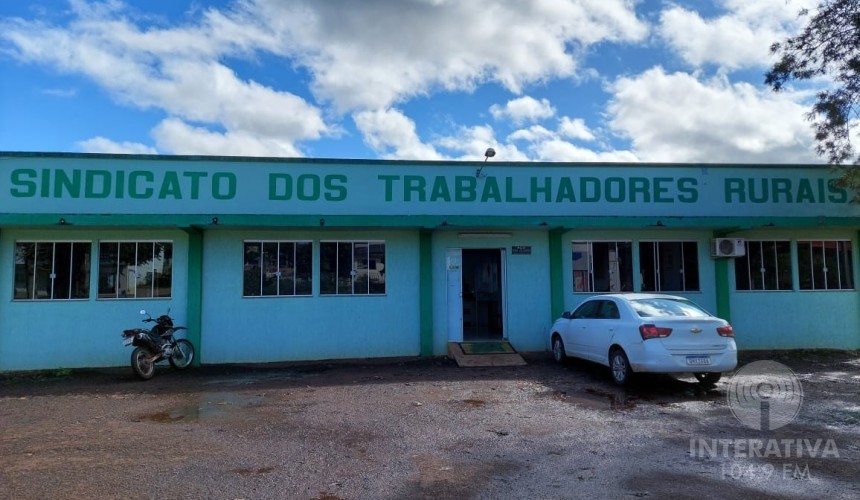 SINDICATO DOS TRABALHADORES RURAIS
INTERATIVA
104.9 FM